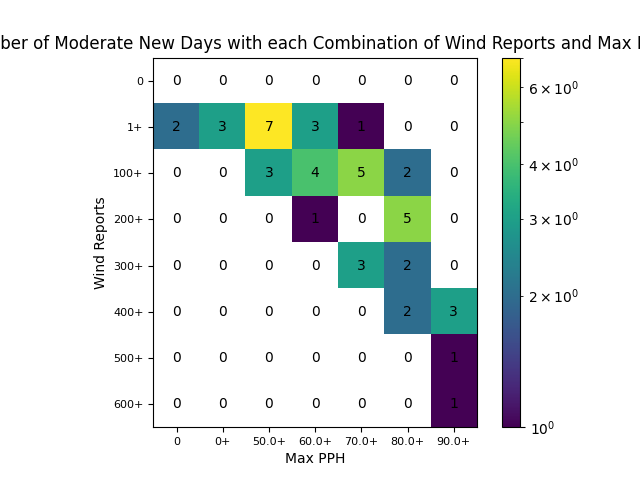 ber of Moderate New Days with each Combination of Wind Reports and Max
0 0 0 0 0 0 0 0
1+ 2 3 7 3 1 0 0
100+ 0 0 3 4 5 2 0
200+ 0 0 0 1 0 5 0
300+ 0 0 0 0 3 2 0
400+ 0 0 0 0 0 2 3
500+ 0 0 0 0 0 0 1
600+ 0 0 0 0 0 0 1
0 0+ 50.0+ 60.0+ 70.0+ 80.0+ 90.0+
Max PPH
Wind Reports
6 × 10⁰
4 × 10⁰
3 × 10⁰
2 × 10⁰
10⁰